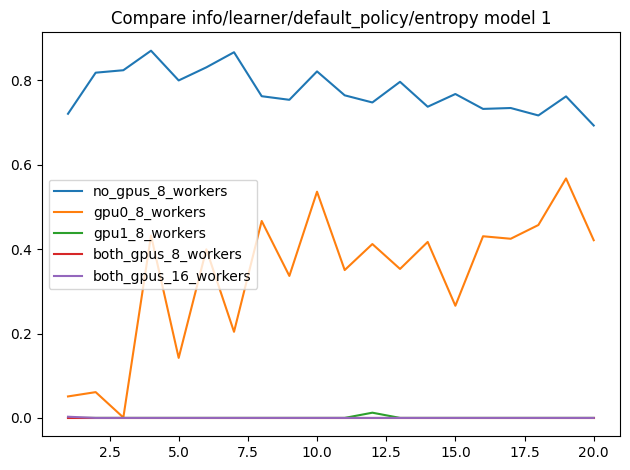 Compare info/learner/default_policy/entropy model 1
0.8
0.6
0.4
0.2
0.0
no_gpus_8_workers
gpu0_8_workers
gpu1_8_workers
both_gpus_8_workers
both_gpus_16_workers
2.5 5.0 7.5 10.0 12.5 15.0 17.5 20.0